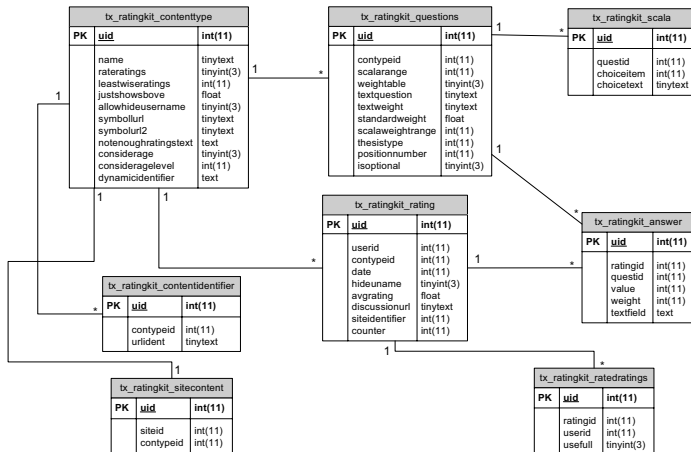 tx_ratingkit_contenttype
PK uid int(11)
name tinytext
rateratings tinyint(3)
leastwiseratings int(11)
justshowsbove float
allowhideusername tinyint(3)
symbollurl tinytext
symbolurl2 tinytext
notenoughratingstext text
considerage tinyint(3)
consideragelevel int(11)
dynamicidentifier text
tx_ratingkit_questions
PK uid int(11)
contypeid int(11)
scalarange int(11)
weightable tinyint(3)
textquestion tinytext
textweight tinytext
standardweight float
scalaweightrange int(11)
thesistype int(11)
positionnumber int(11)
isoptional tinyint(3)
tx_ratingkit_scala
PK uid int(11)
questid int(11)
choiceitem int(11)
choicetext tinytext
1 *
1 *
1
1 1
1
*
tx_ratingkit_rating
PK uid int(11)
userid int(11)
contypeid int(11)
date int(11)
hideuname tinyint(3)
avgrating float
discussionurl tinytext
siteidentifier int(11)
counter int(11)
tx_ratingkit_answer
PK uid int(11)
ratingid int(11)
questid int(11)
value int(11)
weight int(11)
textfield text
*
1 *
tx_ratingkit_contentidentifier
PK uid int(11)
contypeid int(11)
urlident tinytext
*
1
*
1
tx_ratingkit_sitecontent
PK uid int(11)
siteid int(11)
contypeid int(11)
tx_ratingkit_ratedratings
PK uid int(11)
ratingid int(11)
userid int(11)
usefull tinyint(3)